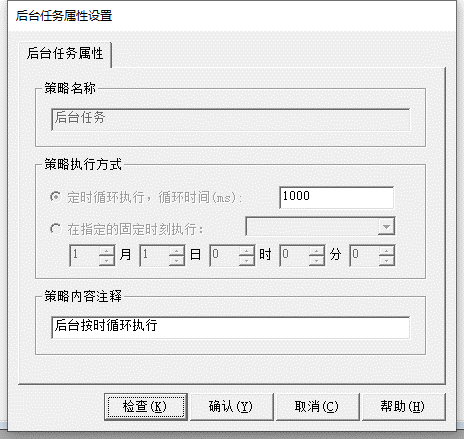 后台任务属性设置
后台任务属性
策略名称
后台任务
策略执行方式
定时循环执行，循环时间(ms): 1000
在指定的固定时刻执行:
1 月 1 日 0 时 0 分 0
策略内容注释
后台按时循环执行
检查(K) 确认(Y) 取消(C) 帮助(H)